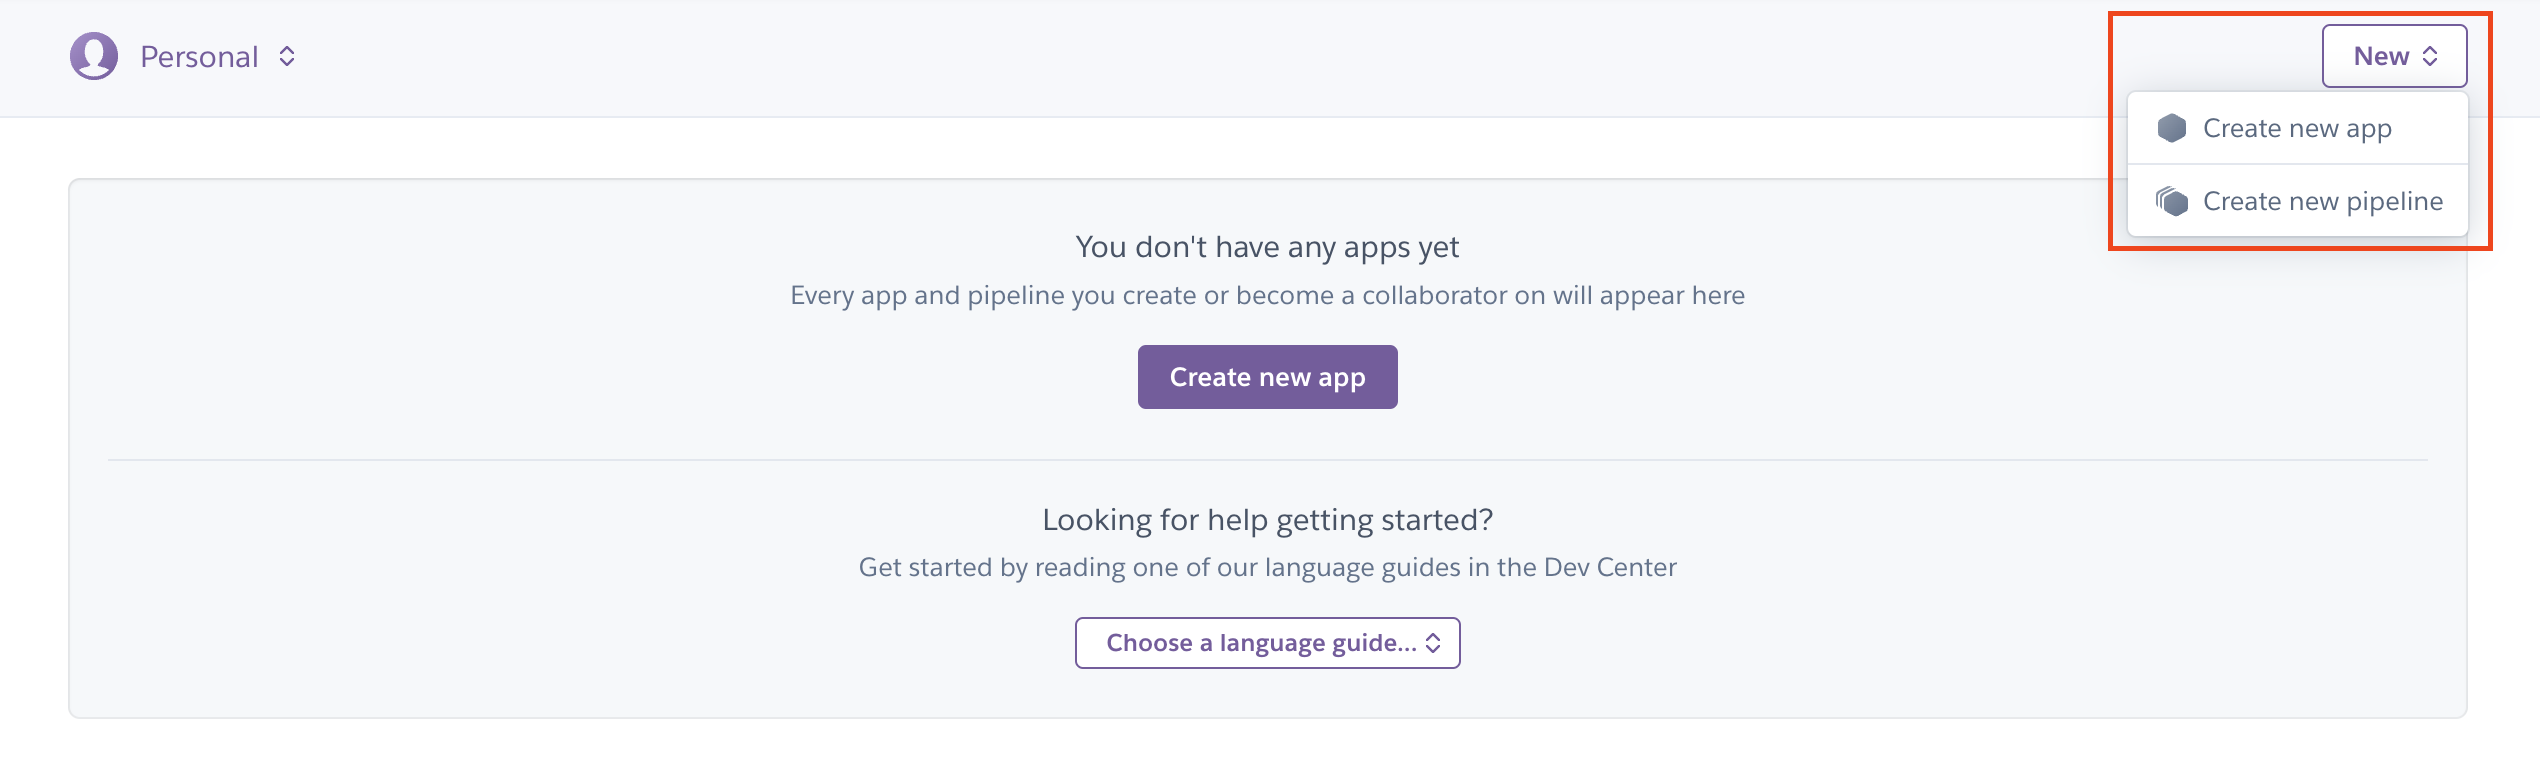 Personal
New
Create new app
Create new pipeline
You don't have any apps yet
Every app and pipeline you create or become a collaborator on will appear here
Create new app
Looking for help getting started?
Get started by reading one of our language guides in the Dev Center
Choose a language guide...